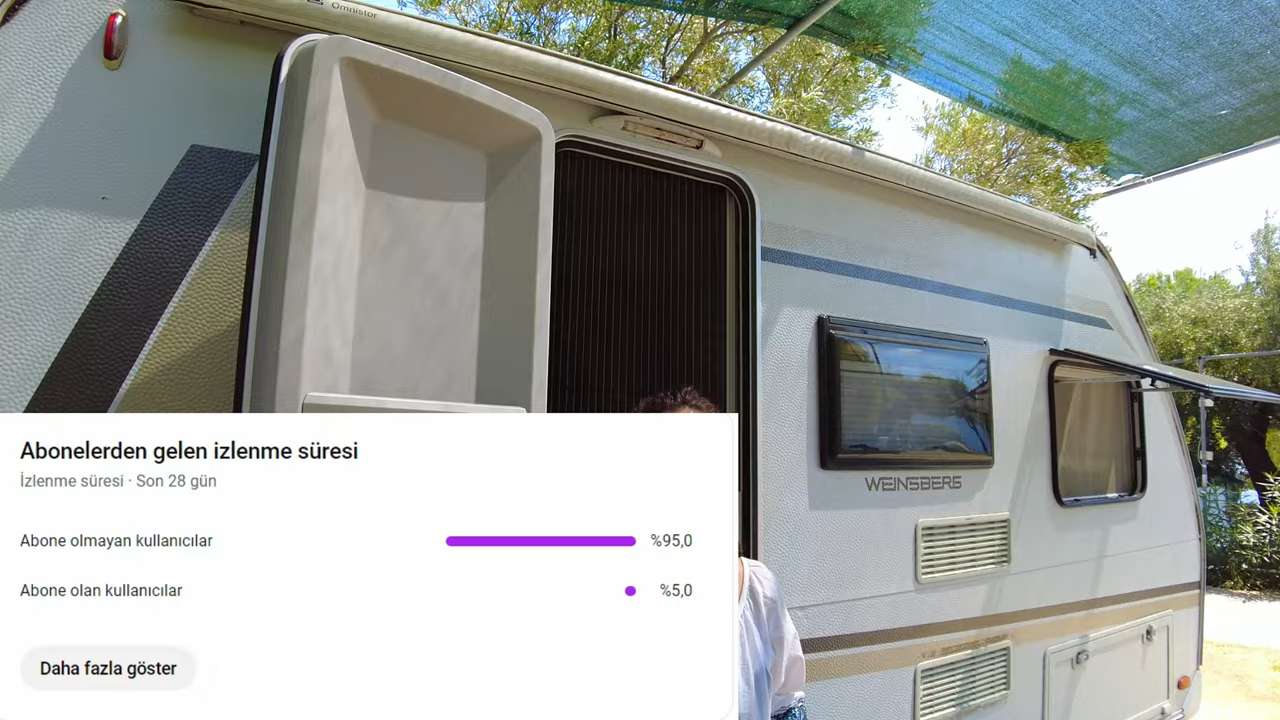 Omnistor
WEINSBERG
Abonelerden gelen izlenme süresi
İzlenme süresi · Son 28 gün
Abone olmayan kullanıcılar %95,0
Abone olan kullanıcılar %5,0
Daha fazla göster